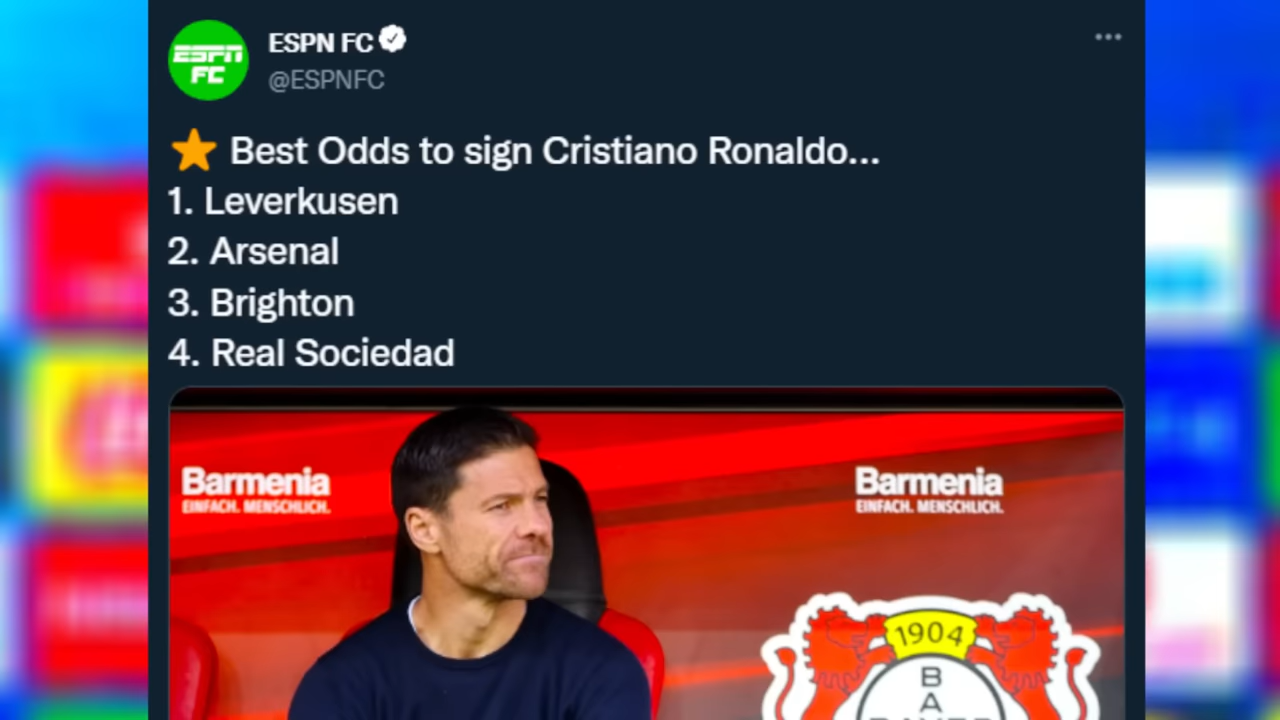 ESPN FC
ESPN FC
@ESPNFC
Best Odds to sign Cristiano Ronaldo...
1. Leverkusen
2. Arsenal
3. Brighton
4. Real Sociedad
Barmenia
EINFACH. MENSCHLICH.
Barmenia
EINFACH. MENSCHLICH.
1904
B
A